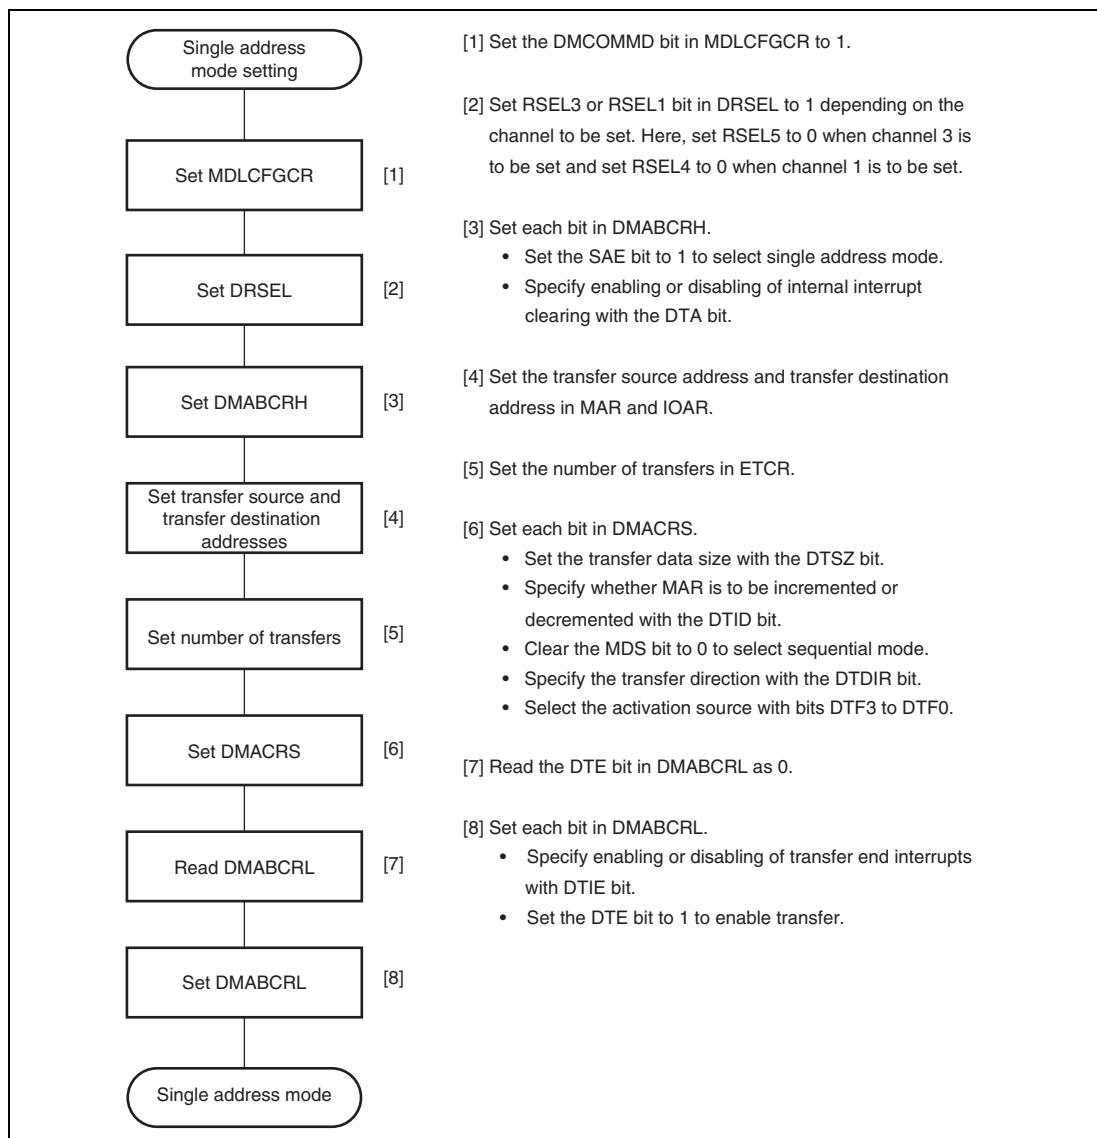 Single address
mode setting
Set MDLCFGCR
[1]
Set DRSEL
[2]
Set DMABCRH
[3]
Set transfer source and
transfer destination
addresses
[4]
Set number of transfers
[5]
Set DMACRS
[6]
Read DMABCRL
[7]
Set DMABCRL
[8]
Single address mode
[1] Set the DMCOMMD bit in MDLCFGCR to 1.
[2] Set RSEL3 or RSEL1 bit in DRSEL to 1 depending on the
channel to be set. Here, set RSEL5 to 0 when channel 3 is
to be set and set RSEL4 to 0 when channel 1 is to be set.
[3] Set each bit in DMABCRH.
• Set the SAE bit to 1 to select single address mode.
• Specify enabling or disabling of internal interrupt
clearing with the DTA bit.
[4] Set the transfer source address and transfer destination
address in MAR and IOAR.
[5] Set the number of transfers in ETCR.
[6] Set each bit in DMACRS.
• Set the transfer data size with the DTSZ bit.
• Specify whether MAR is to be incremented or
decremented with the DTID bit.
• Clear the MDS bit to 0 to select sequential mode.
• Specify the transfer direction with the DTDIR bit.
• Select the activation source with bits DTF3 to DTF0.
[7] Read the DTE bit in DMABCRL as 0.
[8] Set each bit in DMABCRL.
• Specify enabling or disabling of transfer end interrupts
with DTIE bit.
• Set the DTE bit to 1 to enable transfer.